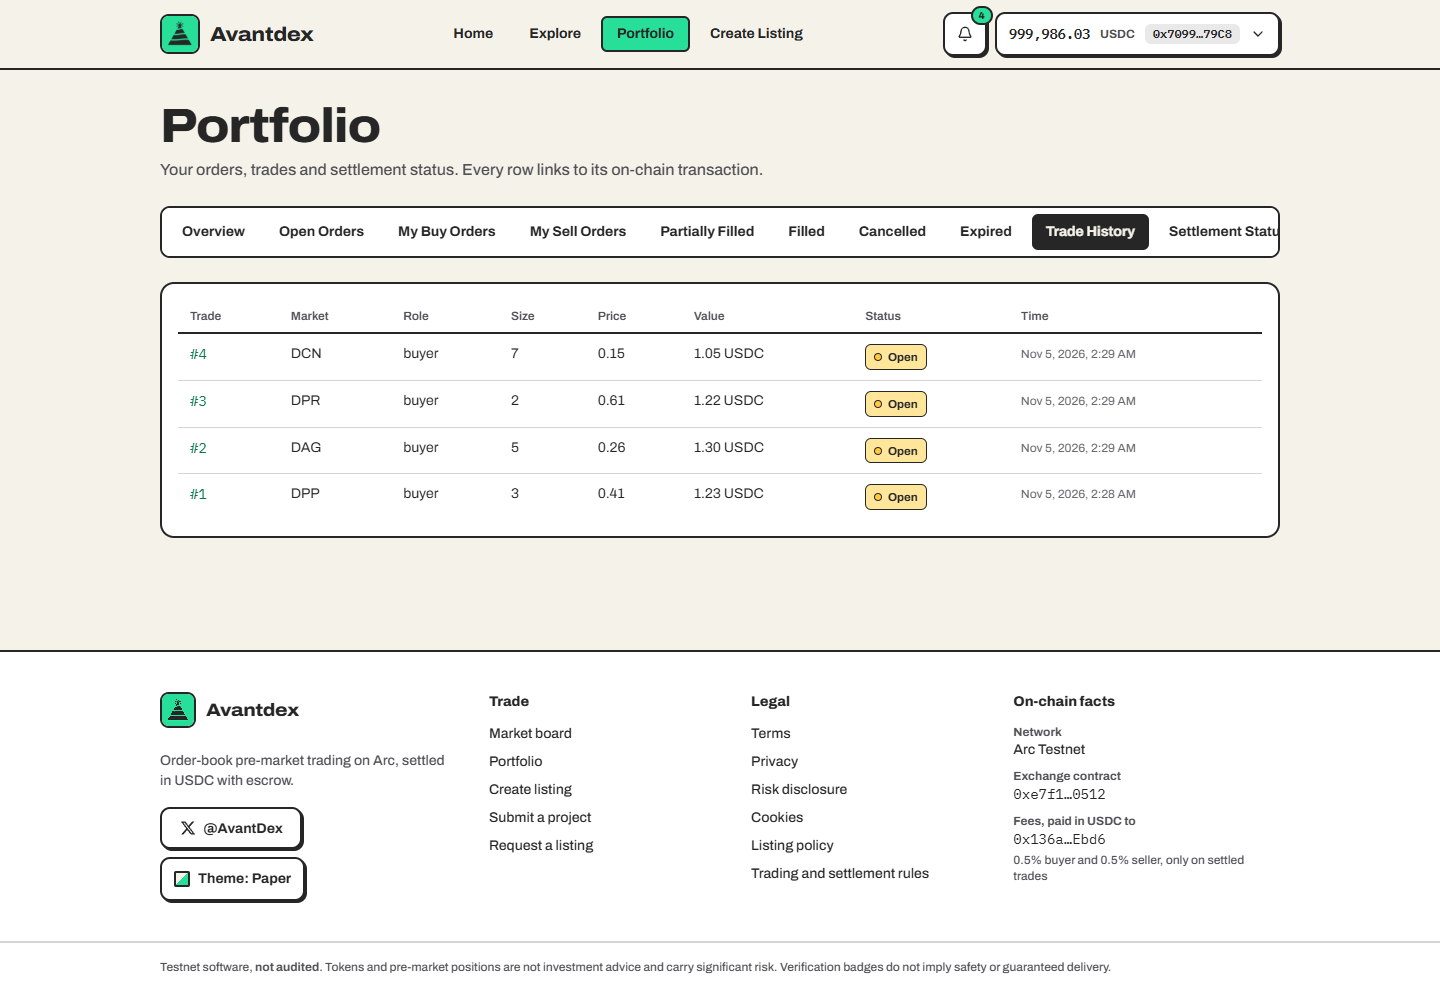 Avantdex
Home Explore Portfolio Create Listing
4
999,986.03 USDC 0x7099…79C8
Portfolio
Your orders, trades and settlement status. Every row links to its on-chain transaction.
Overview Open Orders My Buy Orders My Sell Orders Partially Filled Filled Cancelled Expired Trade History Settlement Statu
Trade Market Role Size Price Value Status Time
#4 DCN buyer 7 0.15 1.05 USDC Open Nov 5, 2026, 2:29 AM
#3 DPR buyer 2 0.61 1.22 USDC Open Nov 5, 2026, 2:29 AM
#2 DAG buyer 5 0.26 1.30 USDC Open Nov 5, 2026, 2:29 AM
#1 DPP buyer 3 0.41 1.23 USDC Open Nov 5, 2026, 2:28 AM
Avantdex
Order-book pre-market trading on Arc, settled
in USDC with escrow.
@AvantDex
Theme: Paper
Trade
Market board
Portfolio
Create listing
Submit a project
Request a listing
Legal
Terms
Privacy
Risk disclosure
Cookies
Listing policy
Trading and settlement rules
On-chain facts
Network
Arc Testnet
Exchange contract
0xe7f1…0512
Fees, paid in USDC to
0x136a…Ebd6
0.5% buyer and 0.5% seller, only on settled
trades
Testnet software, not audited. Tokens and pre-market positions are not investment advice and carry significant risk. Verification badges do not imply safety or guaranteed delivery.